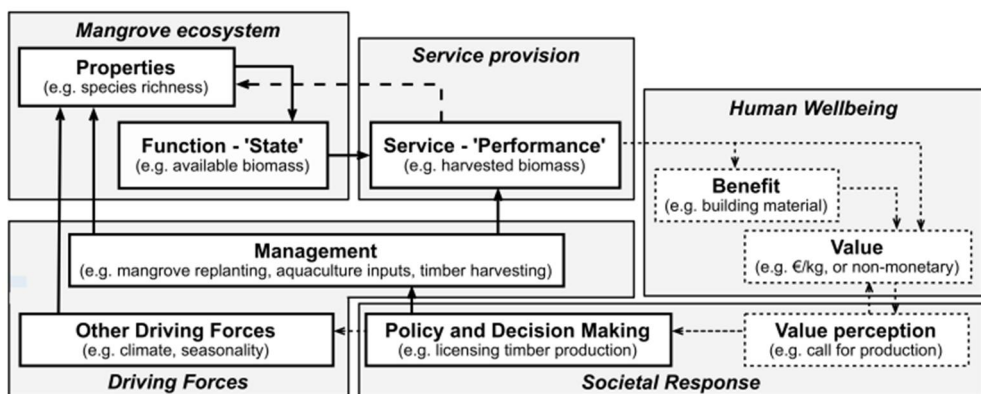 Mangrove ecosystem
Properties
(e.g. species richness)
Function - 'State'
(e.g. available biomass)
Service provision
Service - 'Performance'
(e.g. harvested biomass)
Human Wellbeing
Benefit
(e.g. building material)
Value
(e.g. €/kg, or non-monetary)
Management
(e.g. mangrove replanting, aquaculture inputs, timber harvesting)
Other Driving Forces
(e.g. climate, seasonality)
Driving Forces
Policy and Decision Making
(e.g. licensing timber production)
Value perception
(e.g. call for production)
Societal Response